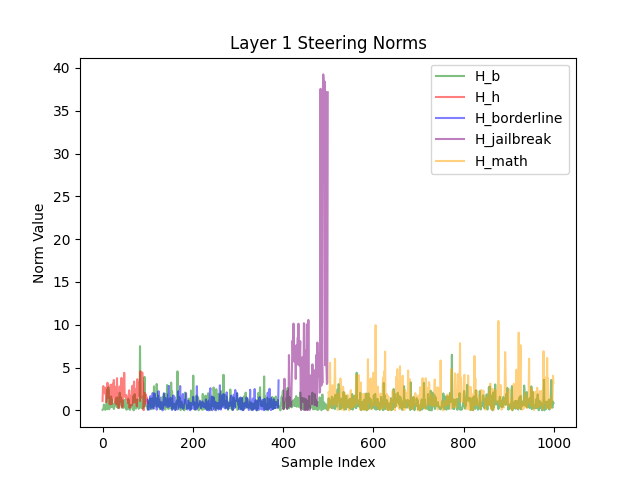 Layer 1 Steering Norms
40
35
30
25
20
15
10
5
0
Norm Value
H_b
H_h
H_borderline
H_jailbreak
H_math
0 200 400 600 800 1000
Sample Index